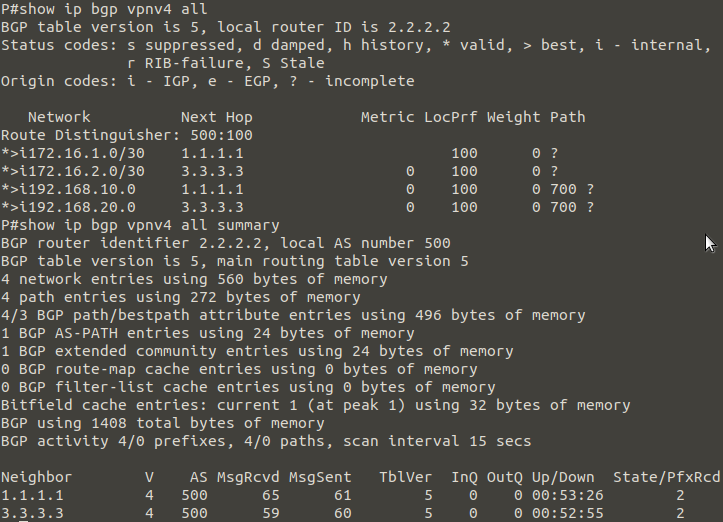 P#show ip bgp vpnv4 all
BGP table version is 5, local router ID is 2.2.2.2
Status codes: s suppressed, d damped, h history, * valid, > best, i - internal,
              r RIB-failure, S Stale
Origin codes: i - IGP, e - EGP, ? - incomplete

   Network          Next Hop            Metric LocPrf Weight Path
Route Distinguisher: 500:100
*>i172.16.1.0/30    1.1.1.1                       100      0 ?
*>i172.16.2.0/30    3.3.3.3                  0    100      0 ?
*>i192.168.10.0     1.1.1.1                  0    100      0 700 ?
*>i192.168.20.0     3.3.3.3                  0    100      0 700 ?
P#show ip bgp vpnv4 all summary
BGP router identifier 2.2.2.2, local AS number 500
BGP table version is 5, main routing table version 5
4 network entries using 560 bytes of memory
4 path entries using 272 bytes of memory
4/3 BGP path/bestpath attribute entries using 496 bytes of memory
1 BGP AS-PATH entries using 24 bytes of memory
1 BGP extended community entries using 24 bytes of memory
0 BGP route-map cache entries using 0 bytes of memory
0 BGP filter-list cache entries using 0 bytes of memory
Bitfield cache entries: current 1 (at peak 1) using 32 bytes of memory
BGP using 1408 total bytes of memory
BGP activity 4/0 prefixes, 4/0 paths, scan interval 15 secs

Neighbor        V    AS MsgRcvd MsgSent   TblVer  InQ OutQ Up/Down  State/PfxRcd
1.1.1.1         4   500      65      61        5    0    0 00:53:26        2
3.3.3.3         4   500      59      60        5    0    0 00:52:55        2